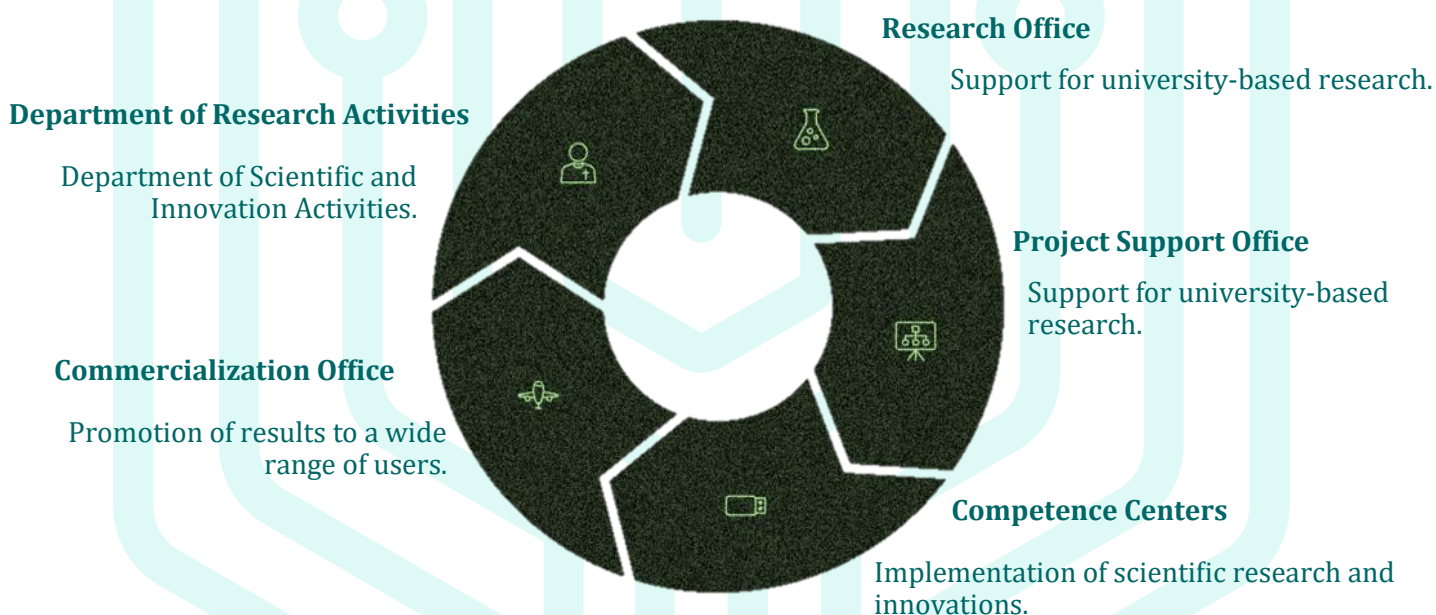 Research Office
Support for university-based research.
Department of Research Activities
Department of Scientific and
Innovation Activities.
Project Support Office
Support for university-based
research.
Commercialization Office
Promotion of results to a wide
range of users.
Competence Centers
Implementation of scientific research and
innovations.